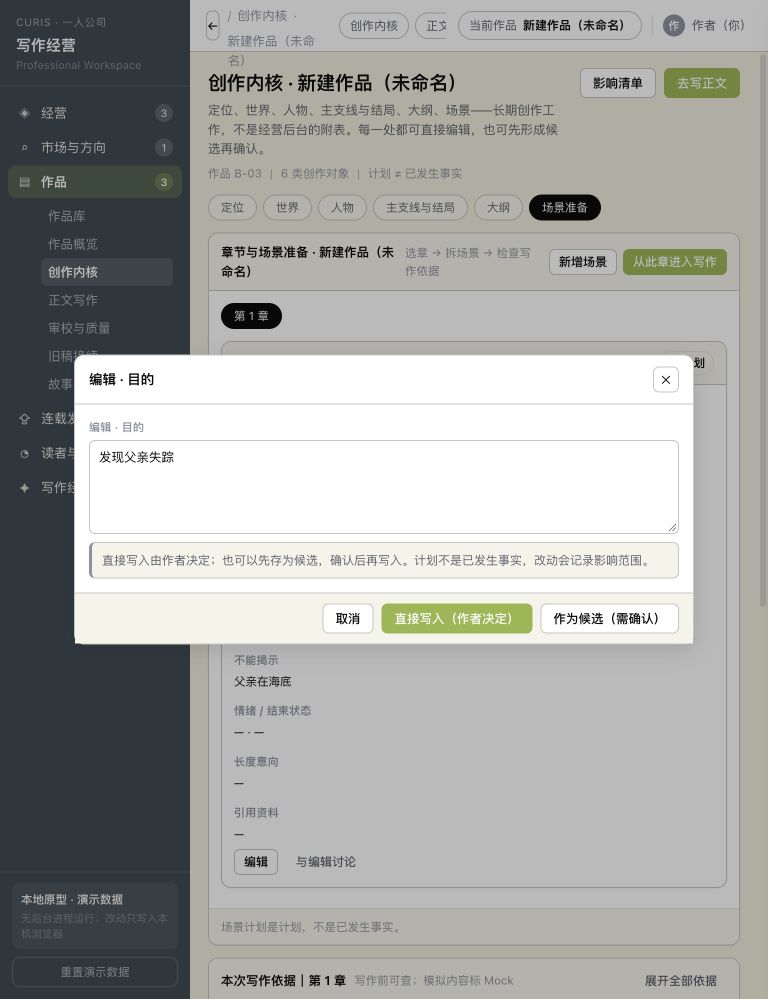 CURIS · 一人公司
写作经营
Professional Workspace
经营
3
市场与方向
1
作品
3
作品库
作品概览
创作内核
正文写作
审校与质量
旧稿接续
故事
连载发
读者与
写作经
本地原型 · 演示数据
无后台进程运行；改动只写入本
机浏览器
重置演示数据
/ 创作内核 ·
新建作品（未命
名）
创作内核
正文
当前作品 新建作品（未命名）
作 作者（你）
创作内核 · 新建作品（未命名）
定位、世界、人物、主支线与结局、大纲、场景——长期创作工
作，不是经营后台的附表。每一处都可直接编辑，也可先形成候
选再确认。
作品 B-03 | 6 类创作对象 | 计划 ≠ 已发生事实
影响清单
去写正文
定位
世界
人物
主支线与结局
大纲
场景准备
章节与场景准备 · 新建作品（未
命名）
选章 → 拆场景 → 检查写
作依据
新增场景
从此章进入写作
第 1 章
划
编辑 · 目的
×
编辑 · 目的
发现父亲失踪
直接写入由作者决定；也可以先存为候选，确认后再写入。计划不是已发生事实，改动会记录影响范围。
取消
直接写入（作者决定）
作为候选（需确认）
不能揭示
父亲在海底
情绪 / 结束状态
— · —
长度意向
—
引用资料
—
编辑
与编辑讨论
场景计划是计划，不是已发生事实。
本次写作依据｜第 1 章 写作前可查；模拟内容标 Mock
展开全部依据